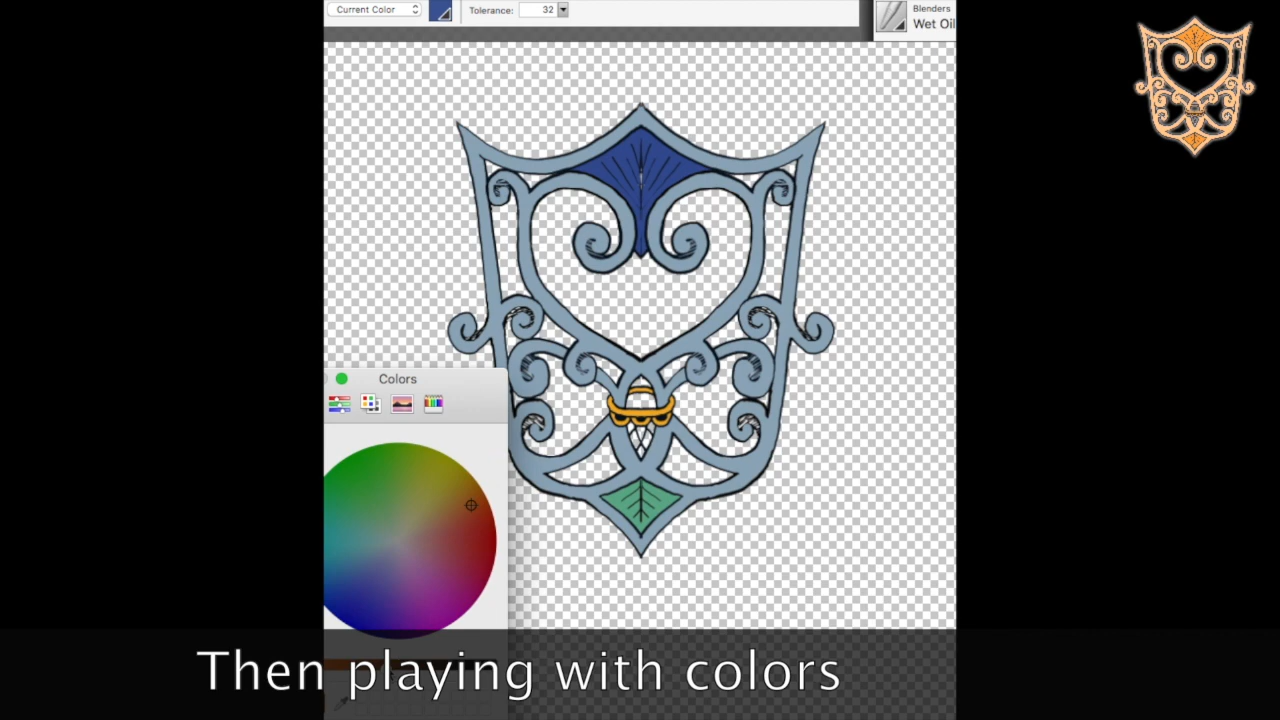 Current Color
Tolerance: 32
Blenders
Wet Oil
Colors
Then playing with colors